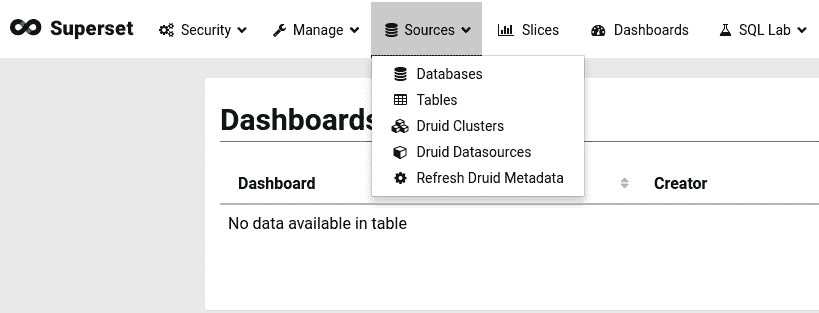 Superset Security Manage Sources Slices Dashboards SQL Lab
Databases
Tables
Druid Clusters
Druid Datasources
Refresh Druid Metadata
Dashboards
Dashboard Creator
No data available in table